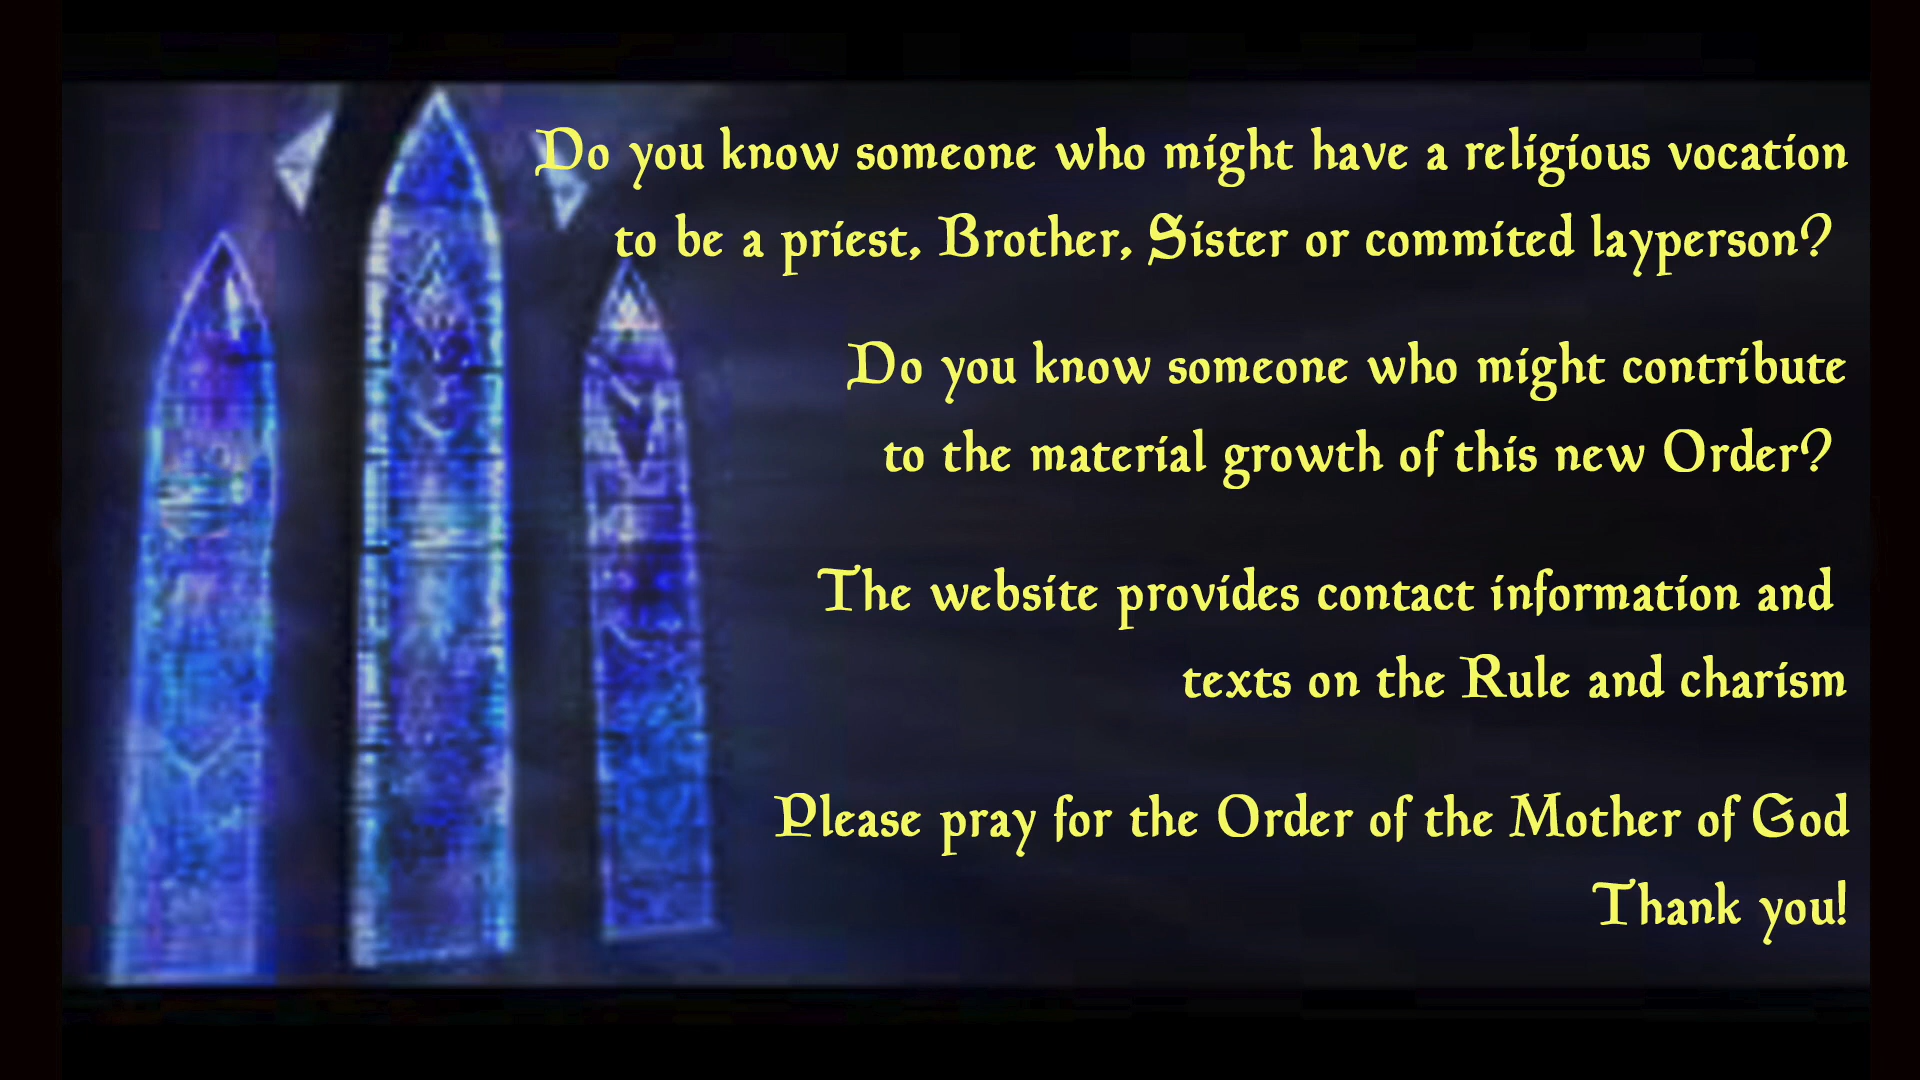 Do you know someone who might have a religious vocation
to be a priest, Brother, Sister or commited layperson?
Do you know someone who might contribute
to the material growth of this new Order?
The website provides contact information and
texts on the Rule and charism
Please pray for the Order of the Mother of God
Thank you!